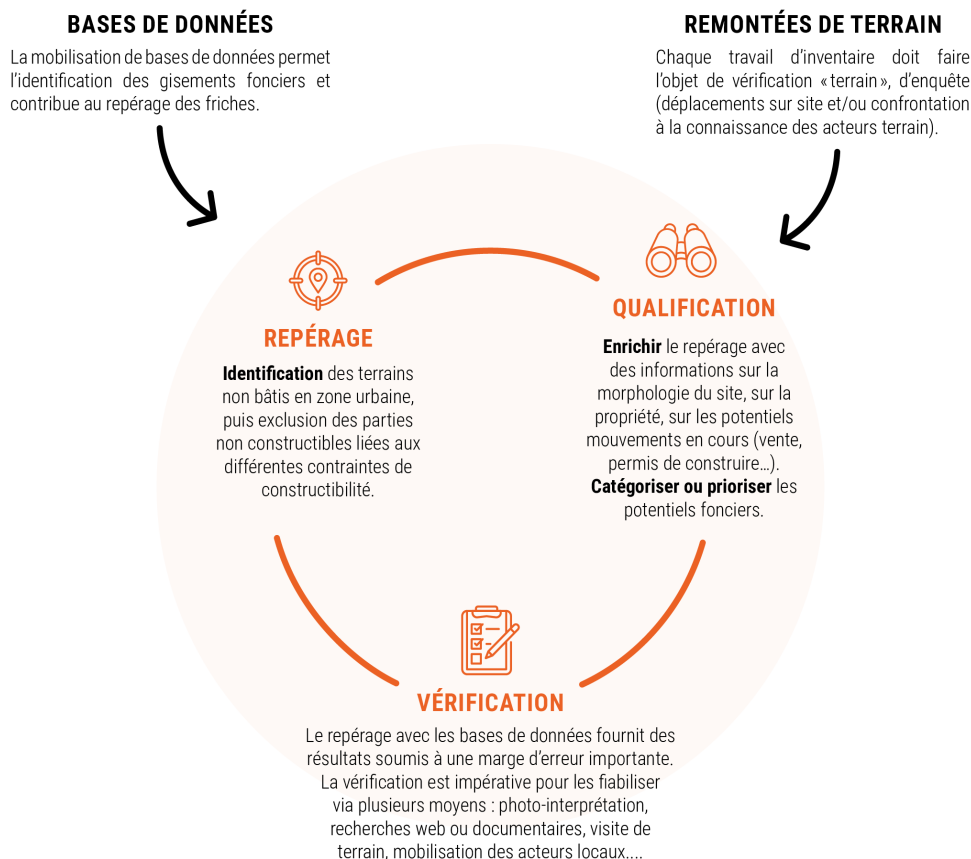 BASES DE DONNÉES
La mobilisation de bases de données permet
l'identification des gisements fonciers et
contribue au repérage des friches.
REMONTÉES DE TERRAIN
Chaque travail d'inventaire doit faire
l'objet de vérification «terrain», d'enquête
(déplacements sur site et/ou confrontation
à la connaissance des acteurs terrain).
REPÉRAGE
Identification des terrains
non bâtis en zone urbaine,
puis exclusion des parties
non constructibles liées aux
différentes contraintes de
constructibilité.
QUALIFICATION
Enrichir le repérage avec
des informations sur la
morphologie du site, sur la
propriété, sur les potentiels
mouvements en cours (vente,
permis de construire...).
Catégoriser ou prioriser les
potentiels fonciers.
VÉRIFICATION
Le repérage avec les bases de données fournit des
résultats soumis à une marge d'erreur importante.
La vérification est impérative pour les fiabiliser
via plusieurs moyens : photo-interprétation,
recherches web ou documentaires, visite de
terrain, mobilisation des acteurs locaux....